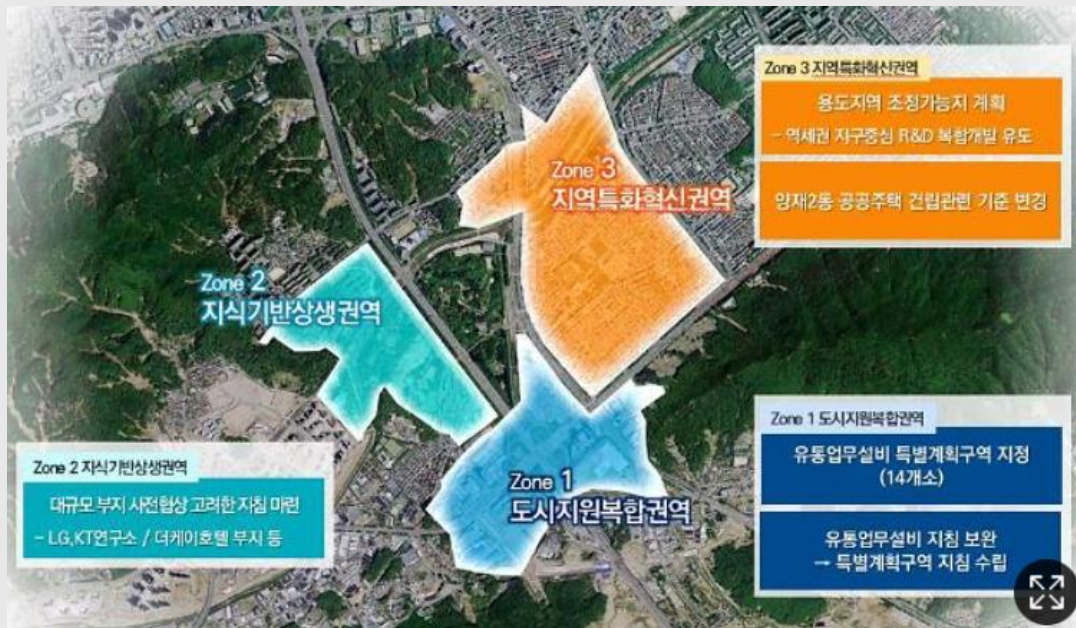 Zone 3 지역특화혁신권역
용도지역 조정가능지 계획
- 역세권 지구중심 R&D 복합개발 유도
양재2동 공공주택 건립관련 기준 변경
Zone 3
지역특화혁신권역
Zone 2
지식기반상생권역
Zone 1
도시지원복합권역
Zone 1 도시지원복합권역
유통업무설비 특별계획구역 지정
(14개소)
유통업무설비 지침 보완
→ 특별계획구역 지침 수립
Zone 2 지식기반상생권역
대규모 부지 사전협상 고려한 지침 마련
- LG,KT연구소 / 더케이호텔 부지 등